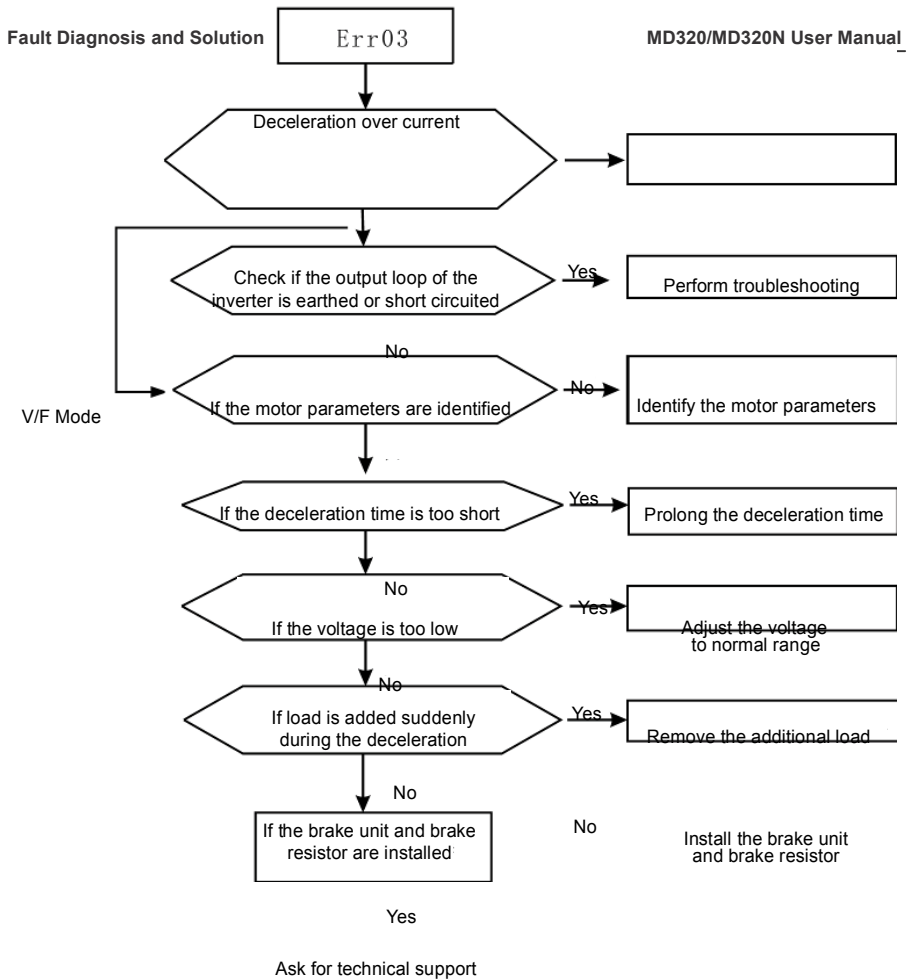 Fault Diagnosis and Solution
Err03
MD320/MD320N User Manual
Deceleration over current
Check if the output loop of the
inverter is earthed or short circuited
Yes
Perform troubleshooting
No
If the motor parameters are identified
No
Identify the motor parameters
V/F Mode
If the deceleration time is too short
Yes
Prolong the deceleration time
No
If the voltage is too low
Yes
Adjust the voltage
to normal range
No
If load is added suddenly
during the deceleration
Yes
Remove the additional load
No
If the brake unit and brake
resistor are installed
No
Install the brake unit
and brake resistor
Yes
Ask for technical support